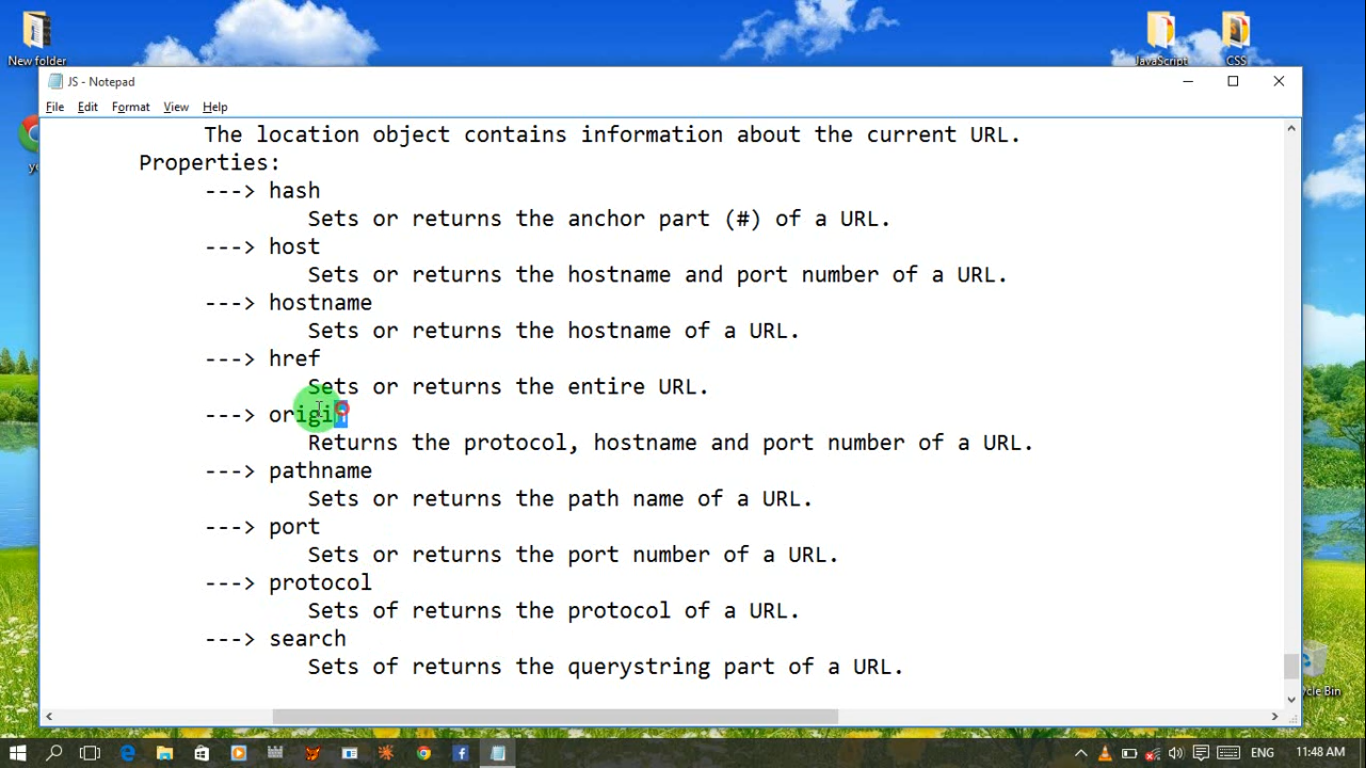 New folder
JavaScript
CSS
JS - Notepad
File Edit Format View Help
The location object contains information about the current URL.
Properties:
---> hash
Sets or returns the anchor part (#) of a URL.
---> host
Sets or returns the hostname and port number of a URL.
---> hostname
Sets or returns the hostname of a URL.
---> href
Sets or returns the entire URL.
---> origin
Returns the protocol, hostname and port number of a URL.
---> pathname
Sets or returns the path name of a URL.
---> port
Sets or returns the port number of a URL.
---> protocol
Sets of returns the protocol of a URL.
---> search
Sets of returns the querystring part of a URL.
Bin
ENG 11:48 AM